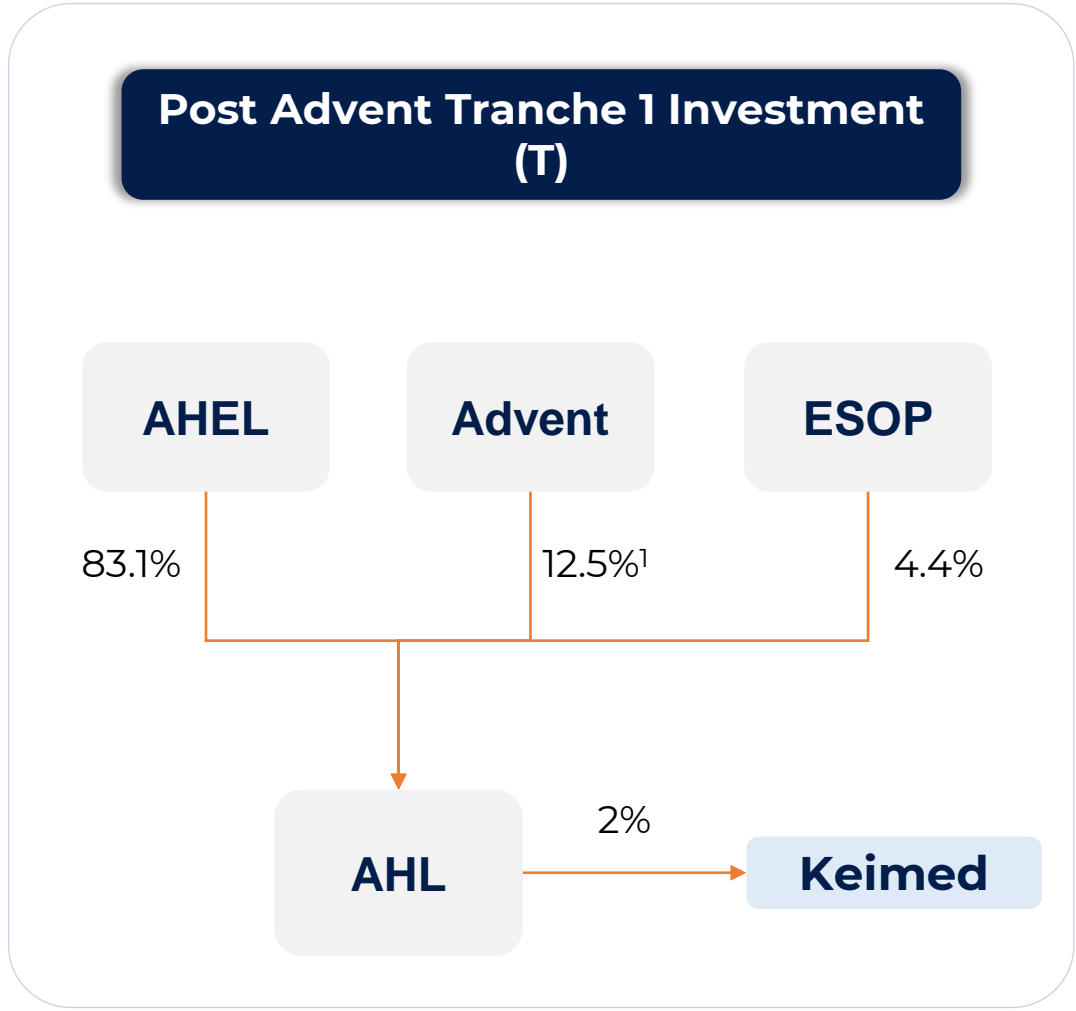 Post Advent Tranche 1 Investment
(T)
AHEL
Advent
ESOP
83.1%
12.5%¹
4.4%
2%
AHL
Keimed